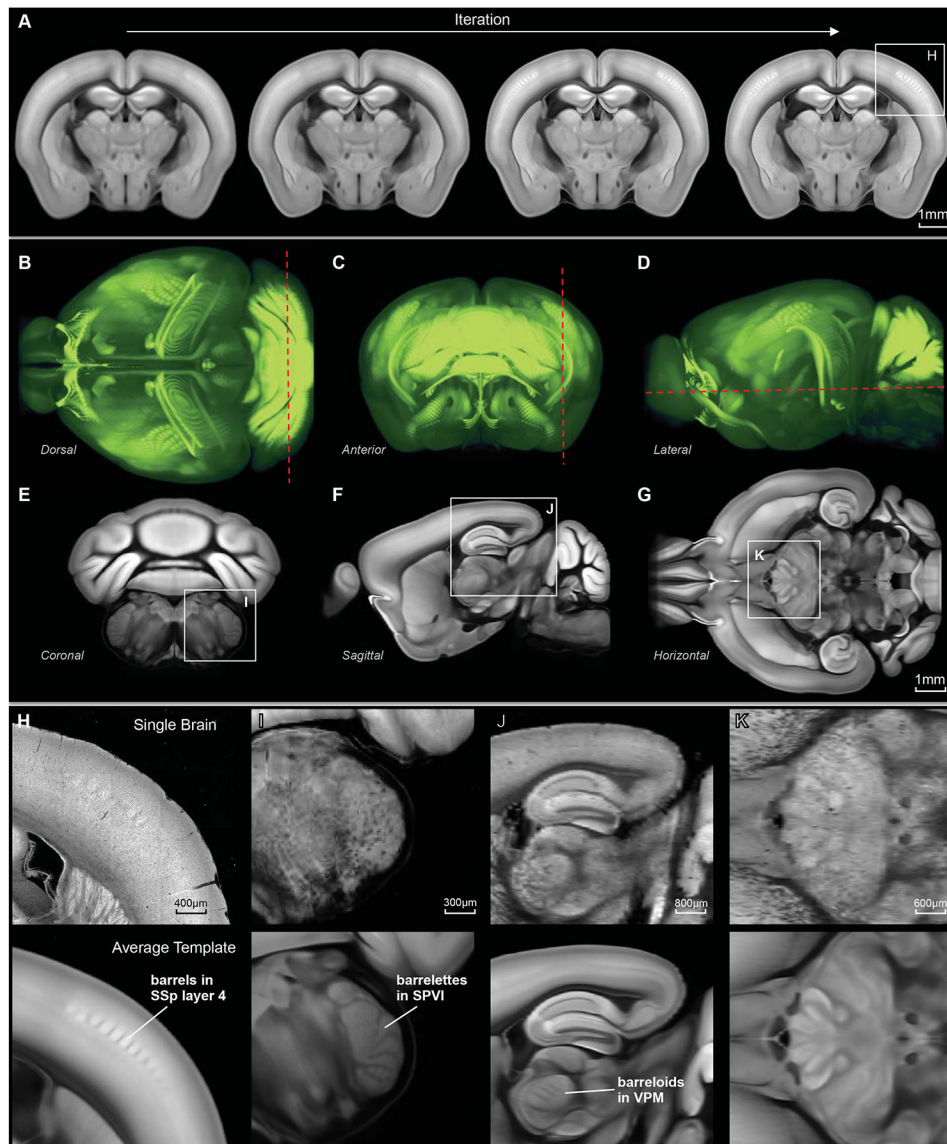 A
Iteration
H
1mm
B
C
D
Dorsal
Anterior
Lateral
E
F
G
I
J
K
Coronal
Sagittal
Horizontal
1mm
H
Single Brain
I
J
K
400µm
300µm
800µm
600µm
Average Template
barrels in
SSp layer 4
barrelettes
in SPVI
barreloids
in VPM